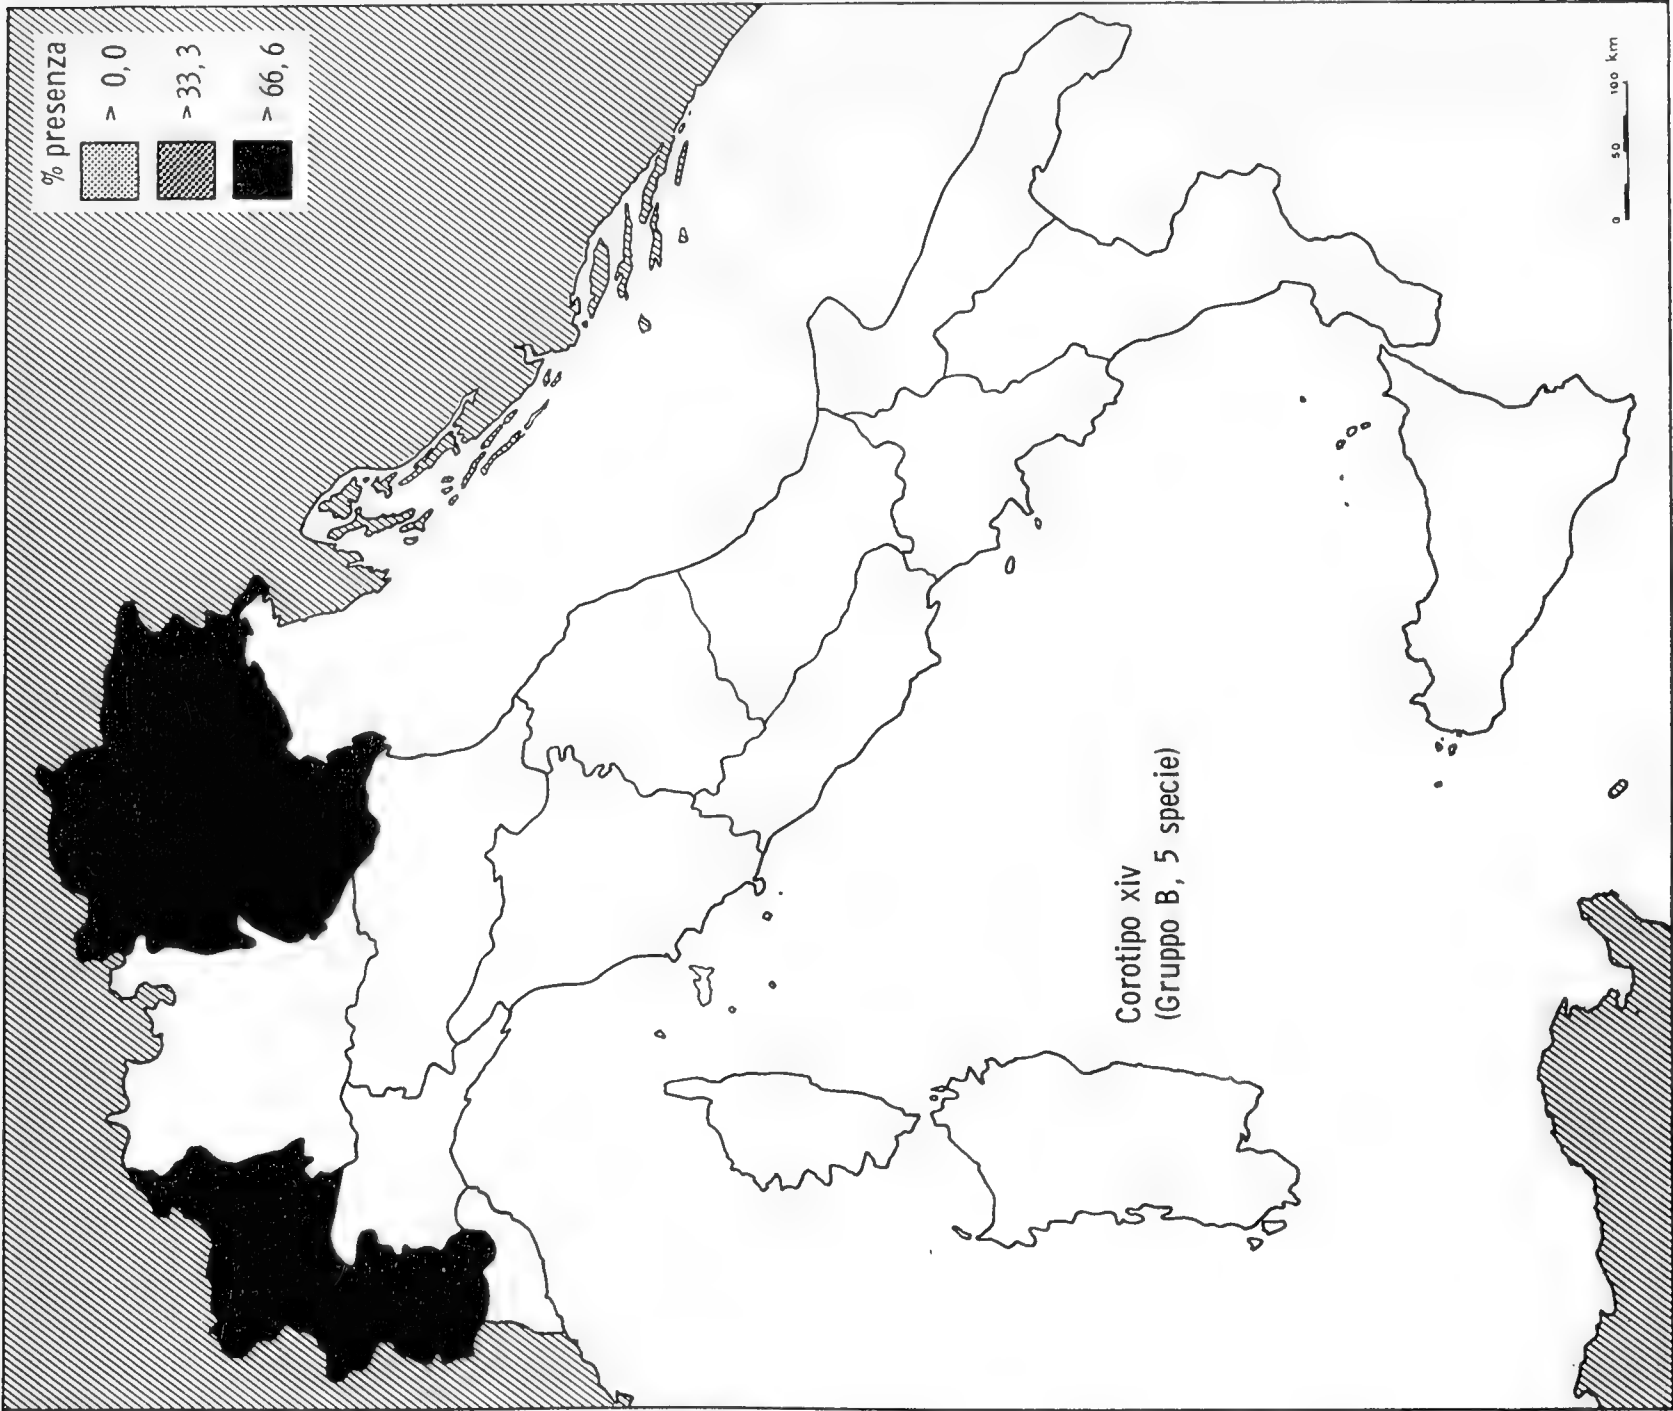 % presenza
> 0,0
> 33,3
> 66,6
Corotipo xiv
(Gruppo B, 5 specie)
0 50 100 km